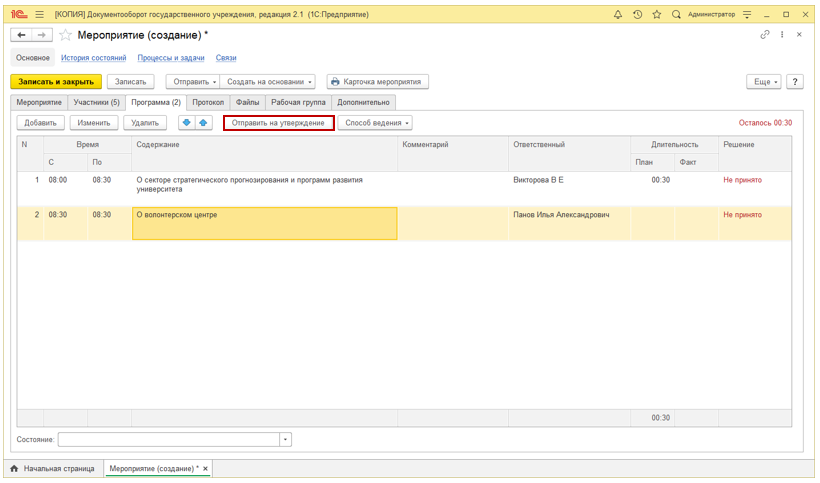 1С [КОПИЯ] Документооборот государственного учреждения, редакция 2.1 (1С:Предприятие) Администратор
Мероприятие (создание) *
Основное История состояний Процессы и задачи Связи
Записать и закрыть Записать Отправить Создать на основании Карточка мероприятия Еще ?
Мероприятие Участники (5) Программа (2) Протокол Файлы Рабочая группа Дополнительно
Добавить Изменить Удалить Отправить на утверждение Способ ведения Осталось 00:30
N Время Содержание Комментарий Ответственный Длительность Решение
С По План Факт
1 08:00 08:30 О секторе стратегического прогнозирования и программ развития Викторова В Е 00:30 Не принято
университета
2 08:30 08:30 О волонтерском центре Панов Илья Александрович Не принято
00:30
Состояние:
Начальная страница Мероприятие (создание) * ×